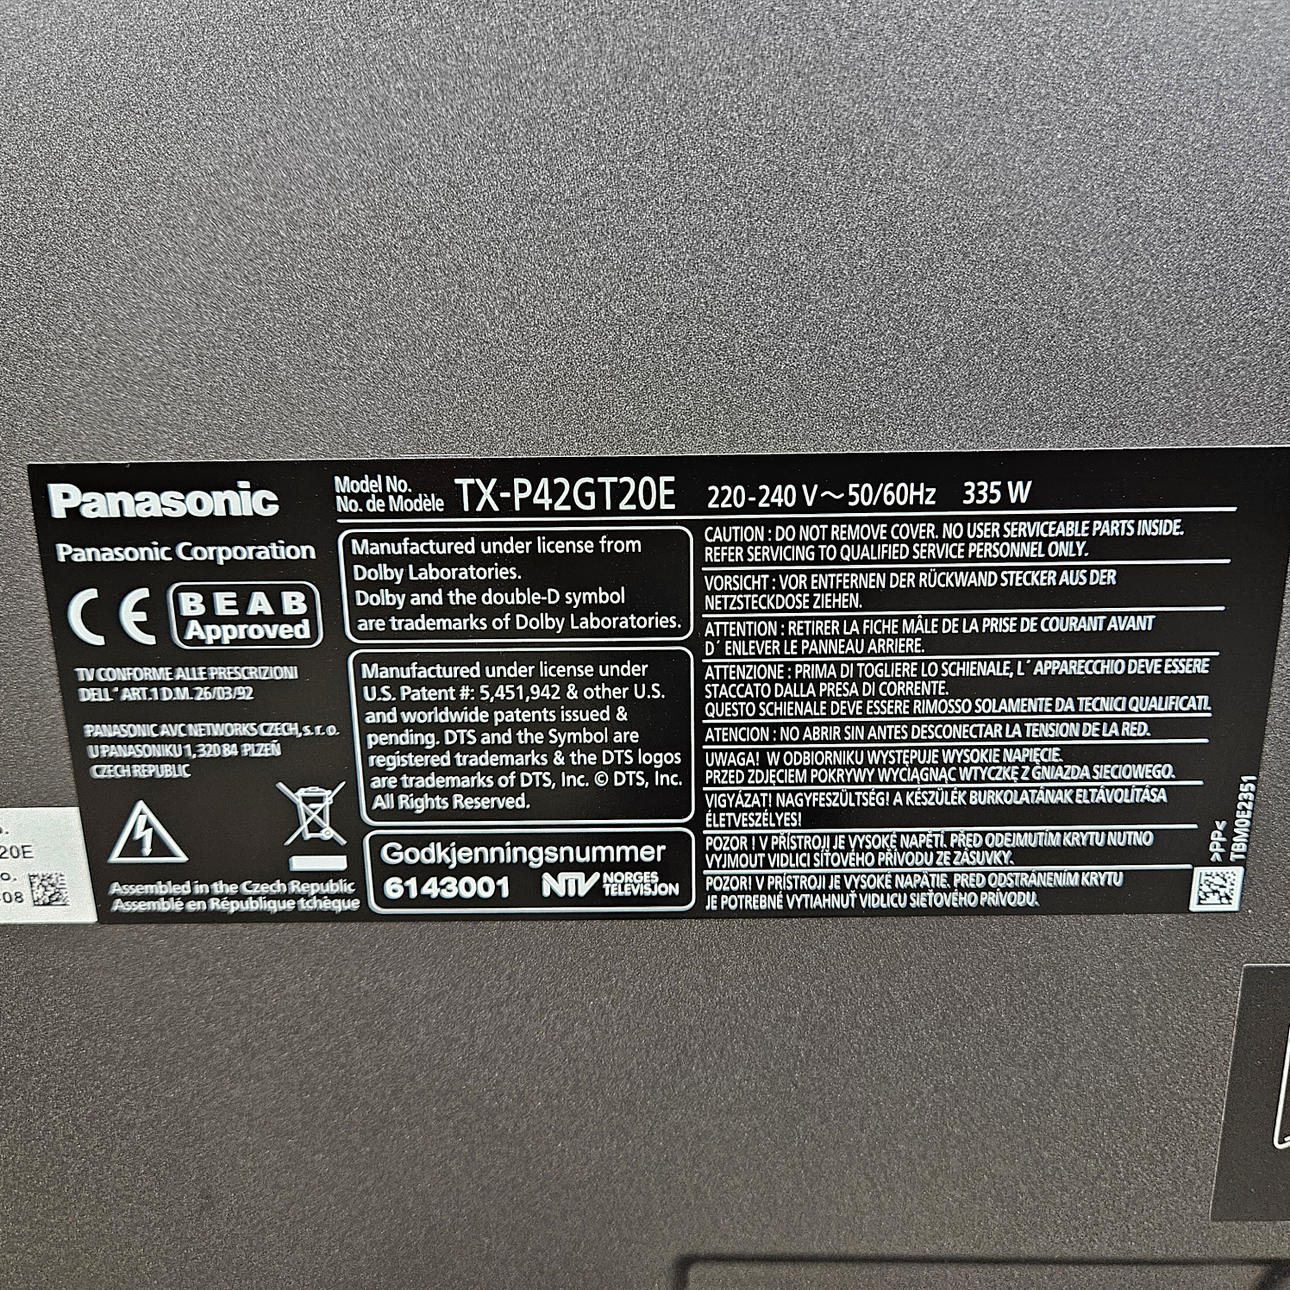 Panasonic
Model No.
No. de Modèle
TX-P42GT20E
220-240 V～50/60Hz
335 W
Panasonic Corporation
CE
BEAB
Approved
TV CONFORME ALLE PRESCRIZIONI
DELL´ ART.1 D.M. 26/03/92
PANASONIC AVC NETWORKS CZECH, s. r. o.
U PANASONIKU 1, 320 84 PLZEŇ
CZECH REPUBLIC
Assembled in the Czech Republic
Assemblé en République tchèque
Manufactured under license from
Dolby Laboratories.
Dolby and the double-D symbol
are trademarks of Dolby Laboratories.
Manufactured under license under
U.S. Patent #: 5,451,942 & other U.S.
and worldwide patents issued &
pending. DTS and the Symbol are
registered trademarks & the DTS logos
are trademarks of DTS, Inc. © DTS, Inc.
All Rights Reserved.
Godkjenningsnummer
6143001
NTV NORGES
TELEVISJON
CAUTION : DO NOT REMOVE COVER. NO USER SERVICEABLE PARTS INSIDE.
REFER SERVICING TO QUALIFIED SERVICE PERSONNEL ONLY.
VORSICHT : VOR ENTFERNEN DER RÜCKWAND STECKER AUS DER
NETZSTECKDOSE ZIEHEN.
ATTENTION : RETIRER LA FICHE MÂLE DE LA PRISE DE COURANT AVANT
D´ ENLEVER LE PANNEAU ARRIERE.
ATTENZIONE : PRIMA DI TOGLIERE LO SCHIENALE, L´ APPARECCHIO DEVE ESSERE
STACCATO DALLA PRESA DI CORRENTE.
QUESTO SCHIENALE DEVE ESSERE RIMOSSO SOLAMENTE DA TECNICI QUALIFICATI.
ATENCION : NO ABRIR SIN ANTES DESCONECTAR LA TENSION DE LA RED.
UWAGA! W ODBIORNIKU WYSTĘPUJE WYSOKIE NAPIĘCIE.
PRZED ZDJĘCIEM POKRYWY WYCIĄGNĄĆ WTYCZKĘ Z GNIAZDA SIECIOWEGO.
VIGYÁZAT! NAGYFESZÜLTSÉG! A KÉSZÜLÉK BURKOLATÁNAK ELTÁVOLÍTÁSA
ÉLETVESZÉLYES!
POZOR ! V PŘÍSTROJI JE VYSOKÉ NAPĚTÍ. PŘED ODEJMUTÍM KRYTU NUTNO
VYJMOUT VIDLICI SÍŤOVÉHO PŘÍVODU ZE ZÁSUVKY.
POZOR! V PRÍSTROJI JE VYSOKÉ NAPÄTIE. PRED ODSTRÁNENÍM KRYTU
JE POTREBNÉ VYTIAHNUŤ VIDLICU SIEŤOVÉHO PRÍVODU.
>PP<
TBM0E2351
20E
o.
08